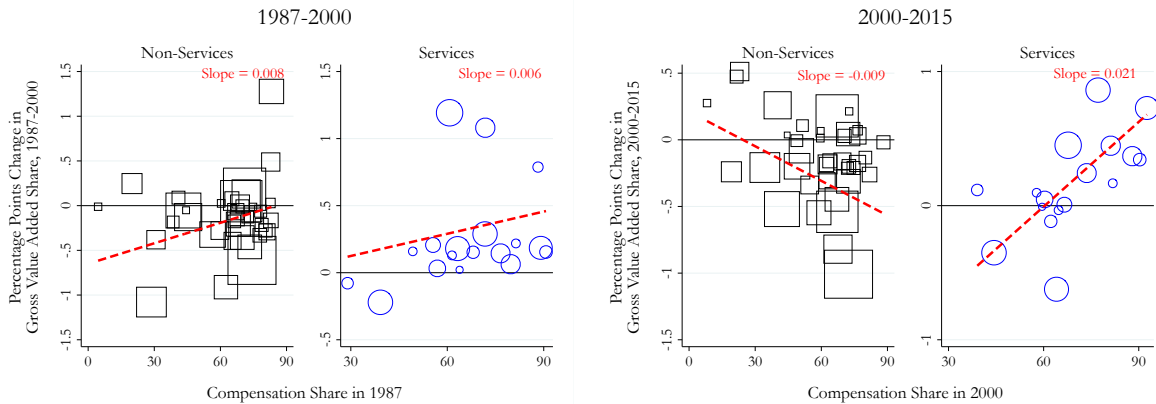 1987-2000
Non-Services
Services
Slope = 0.008
Slope = 0.006
Percentage Points Change in
Gross Value Added Share, 1987-2000
1.5
1
.5
0
-.5
-1
-1.5
0
30
60
90
1.5
1
.5
0
-.5
30
60
90
Compensation Share in 1987
2000-2015
Non-Services
Services
Slope = -0.009
Slope = 0.021
Percentage Points Change in
Gross Value Added Share, 2000-2015
.5
0
-.5
-1
-1.5
0
30
60
90
1
0
-1
30
60
90
Compensation Share in 2000